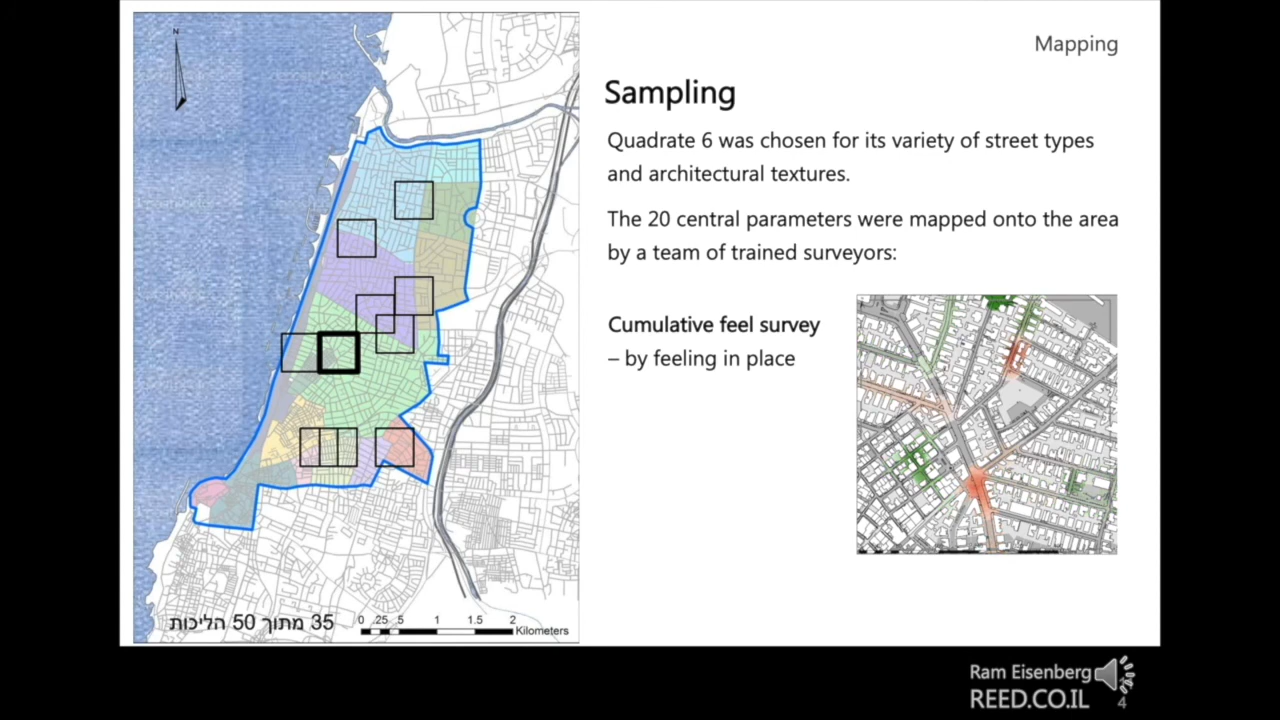 Mapping
Sampling
Quadrate 6 was chosen for its variety of street types
and architectural textures.
The 20 central parameters were mapped onto the area
by a team of trained surveyors:
Cumulative feel survey
– by feeling in place
N
35 מתוך 50 הליכות
0 .25 .5 1 1.5 2
Kilometers
Ram Eisenberg
REED.CO.IL
4